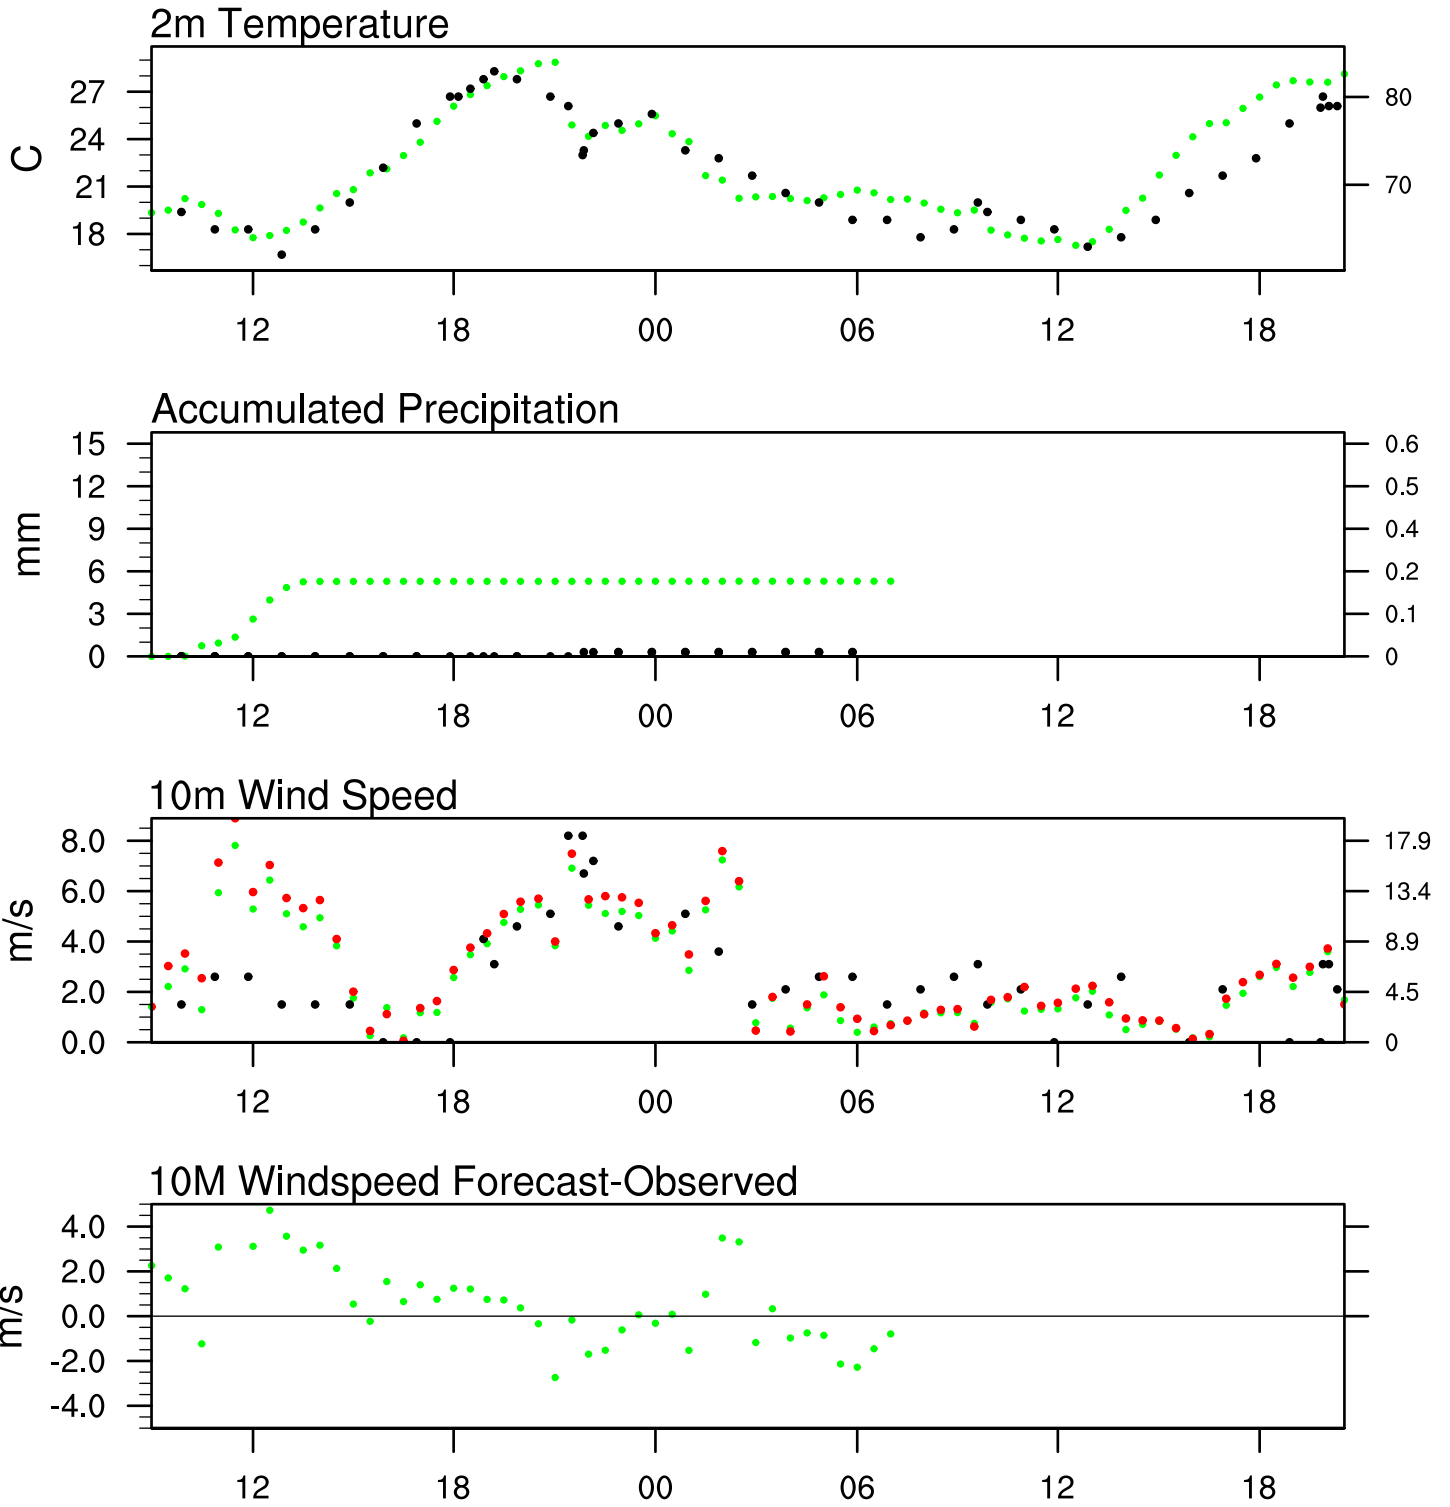 2m Temperature
27
24
21
18
C
80
70
12 18 00 06 12 18
Accumulated Precipitation
15
12
9
6
3
0
mm
0.6
0.5
0.4
0.2
0.1
0
12 18 00 06 12 18
10m Wind Speed
8.0
6.0
4.0
2.0
0.0
m/s
17.9
13.4
8.9
4.5
0
12 18 00 06 12 18
10M Windspeed Forecast-Observed
4.0
2.0
0.0
-2.0
-4.0
m/s
12 18 00 06 12 18